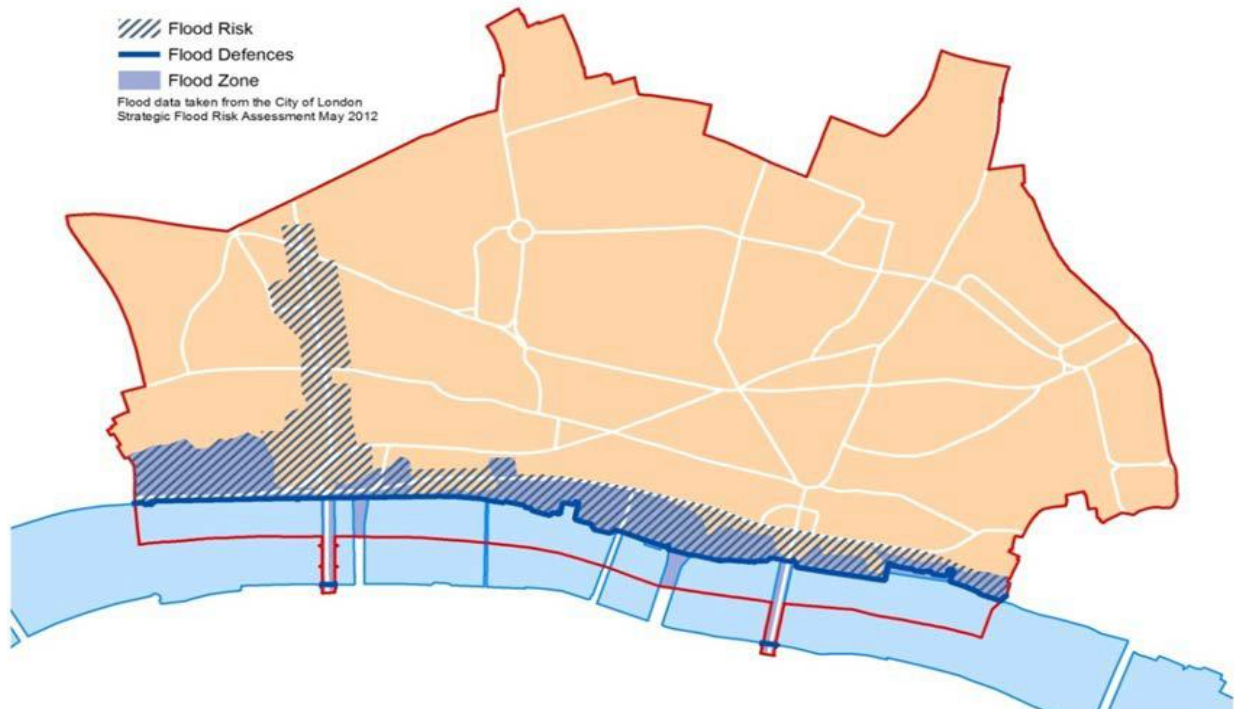 Flood Risk
Flood Defences
Flood Zone
Flood data taken from the City of London
Strategic Flood Risk Assessment May 2012